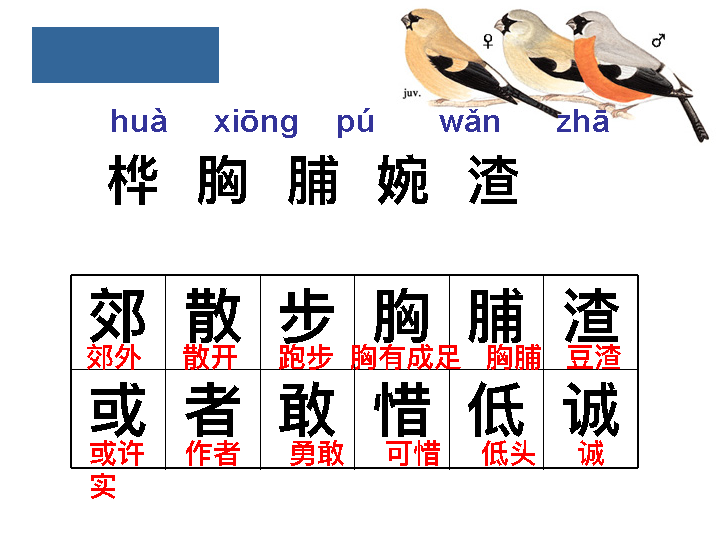 juv. ♀ ♂
huà xiōng pú wǎn zhā
桦 胸 脯 婉 渣
郊 散 步 胸 脯 渣
郊外 散开 跑步 胸有成足 胸脯 豆渣
或 者 敢 惜 低 诚
或许 作者 勇敢 可惜 低头 诚
实